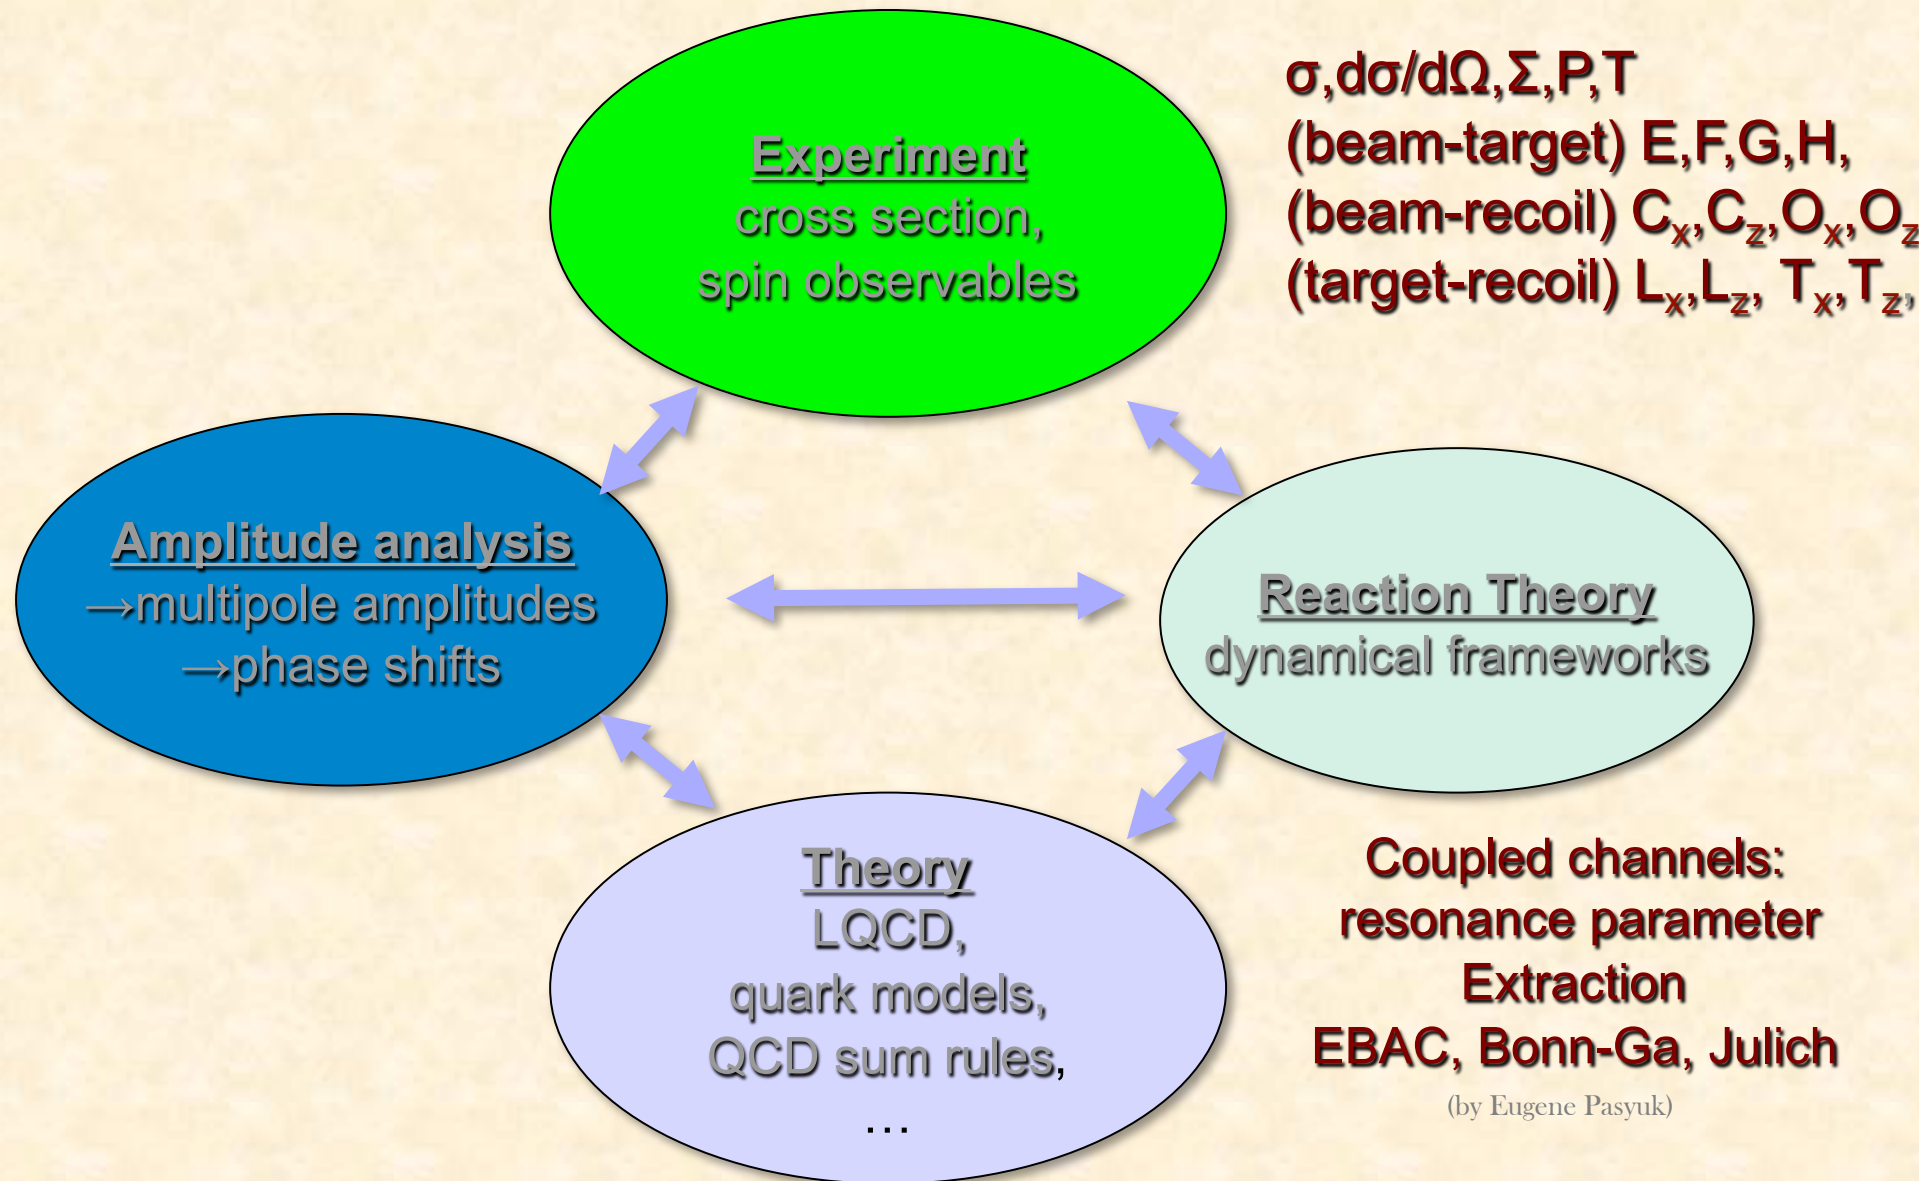 Experiment
cross section,
spin observables
σ,dσ/dΩ,Σ,P,T
(beam-target) E,F,G,H,
(beam-recoil) Cx,Cz,Ox,Oz
(target-recoil) Lx,Lz, Tx,Tz,
Amplitude analysis
→multipole amplitudes
→phase shifts
Reaction Theory
dynamical frameworks
Theory
LQCD,
quark models,
QCD sum rules,
…
Coupled channels:
resonance parameter
Extraction
EBAC, Bonn-Ga, Julich
(by Eugene Pasyuk)